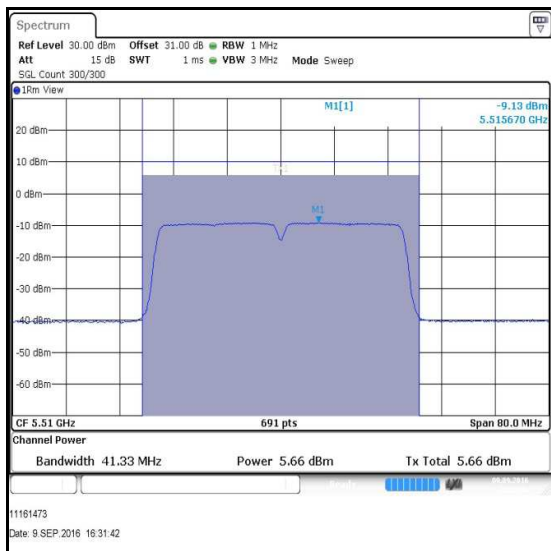 Spectrum
Ref Level 30.00 dBm Offset 31.00 dB RBW 1 MHz
Att 15 dB SWT 1 ms VBW 3 MHz Mode Sweep
SGL Count 300/300
1Rm View
M1[1] -9.13 dBm
5.515670 GHz
20 dBm
10 dBm
0 dBm
M1
-10 dBm
-20 dBm
-30 dBm
-40 dBm
-50 dBm
-60 dBm
CF 5.51 GHz 691 pts Span 80.0 MHz
Channel Power
Bandwidth 41.33 MHz Power 5.66 dBm Tx Total 5.66 dBm
11161473
Date: 9.SEP.2016 16:31:42